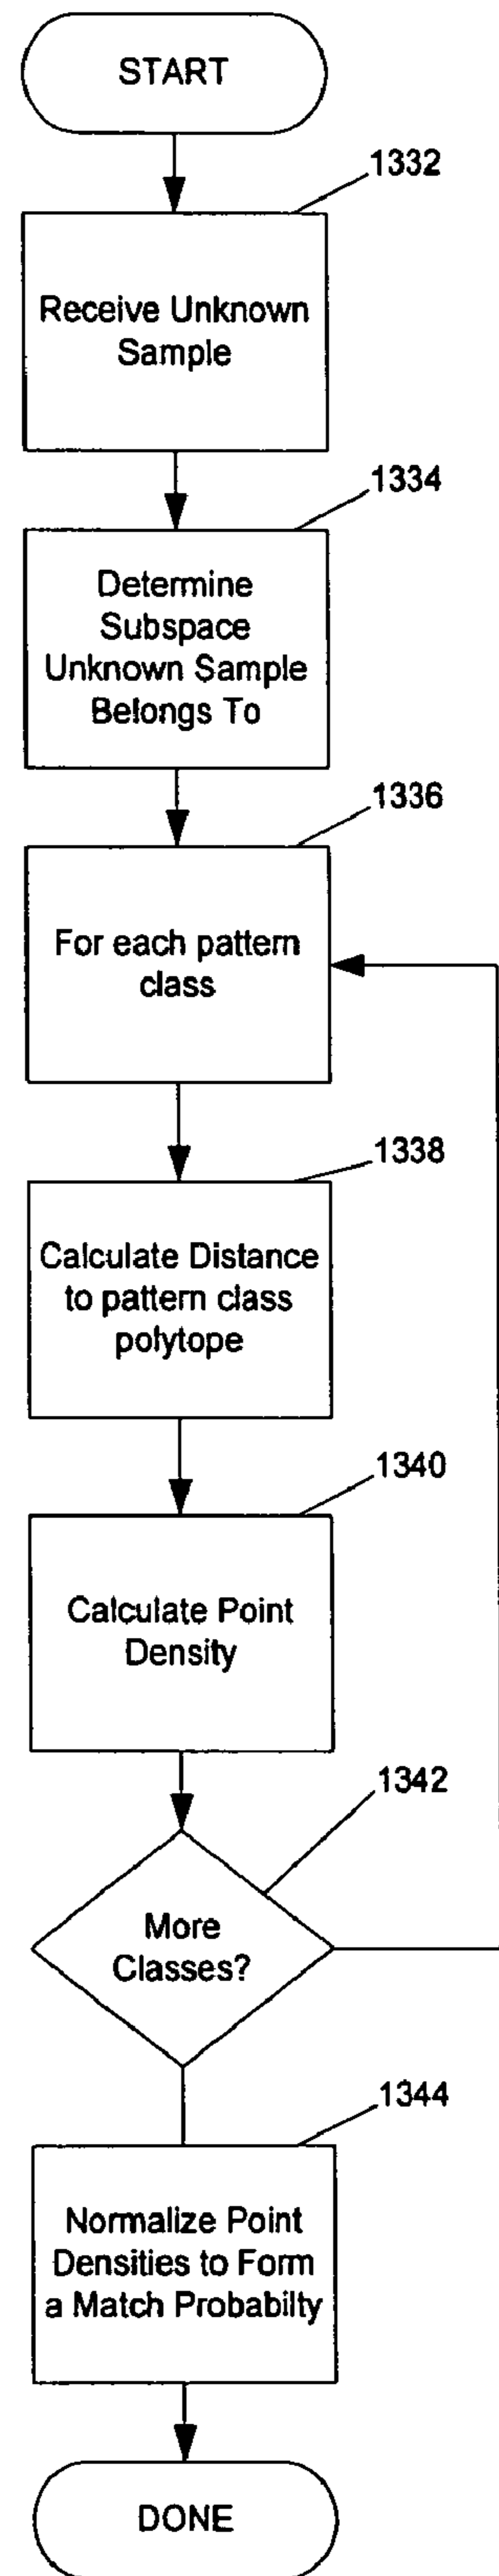 START
1332
Receive Unknown
Sample
1334
Determine
Subspace
Unknown Sample
Belongs To
1336
For each pattern
class
1338
Calculate Distance
to pattern class
polytope
1340
Calculate Point
Density
1342
More
Classes?
1344
Normalize Point
Densities to Form
a Match Probabilty
DONE